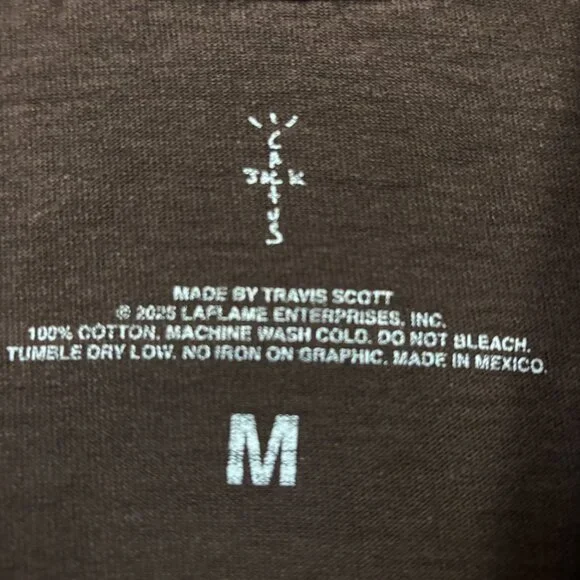 CACTUS
JACK
MADE BY TRAVIS SCOTT
© 2025 LAFLAME ENTERPRISES, INC.
100% COTTON. MACHINE WASH COLD. DO NOT BLEACH.
TUMBLE DRY LOW. NO IRON ON GRAPHIC. MADE IN MEXICO.
M